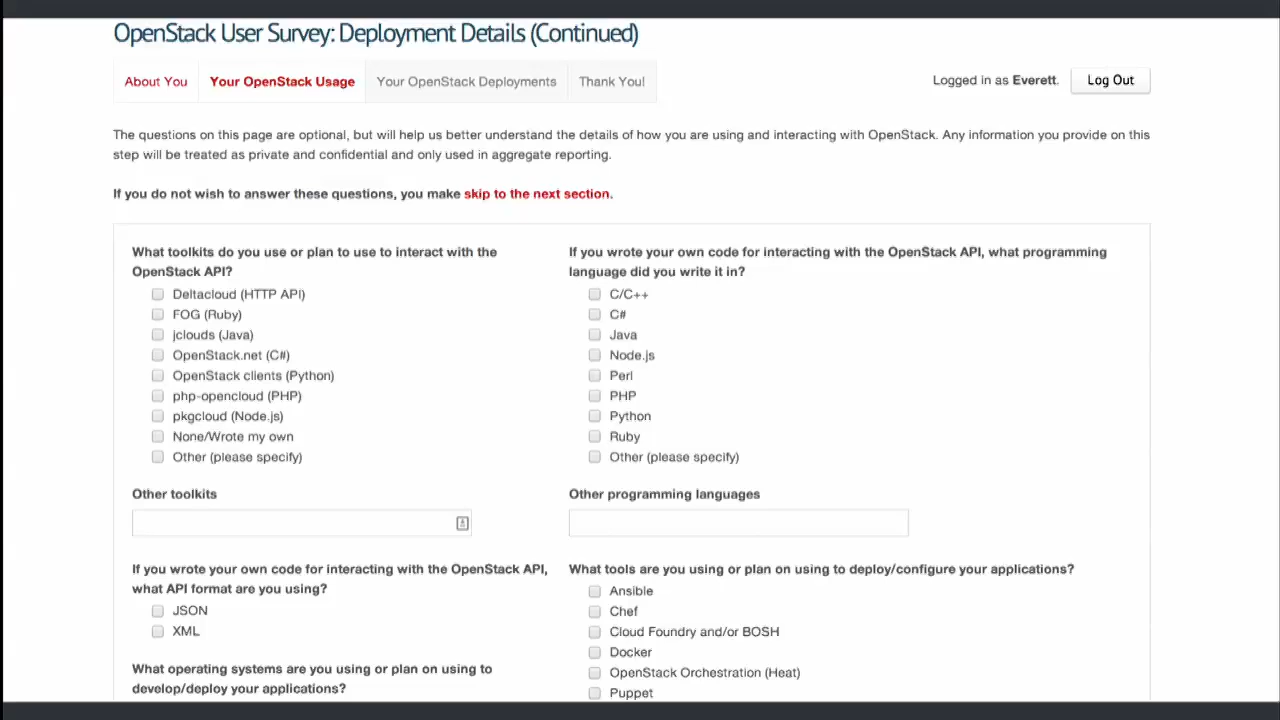 OpenStack User Survey: Deployment Details (Continued)
About You
Your OpenStack Usage
Your OpenStack Deployments
Thank You!
Logged in as Everett.
Log Out
The questions on this page are optional, but will help us better understand the details of how you are using and interacting with OpenStack. Any information you provide on this
step will be treated as private and confidential and only used in aggregate reporting.
If you do not wish to answer these questions, you make skip to the next section.
What toolkits do you use or plan to use to interact with the
OpenStack API?
Deltacloud (HTTP API)
FOG (Ruby)
jclouds (Java)
OpenStack.net (C#)
OpenStack clients (Python)
php-opencloud (PHP)
pkgcloud (Node.js)
None/Wrote my own
Other (please specify)
Other toolkits
If you wrote your own code for interacting with the OpenStack API,
what API format are you using?
JSON
XML
What operating systems are you using or plan on using to
develop/deploy your applications?
If you wrote your own code for interacting with the OpenStack API, what programming
language did you write it in?
C/C++
C#
Java
Node.js
Perl
PHP
Python
Ruby
Other (please specify)
Other programming languages
What tools are you using or plan on using to deploy/configure your applications?
Ansible
Chef
Cloud Foundry and/or BOSH
Docker
OpenStack Orchestration (Heat)
Puppet